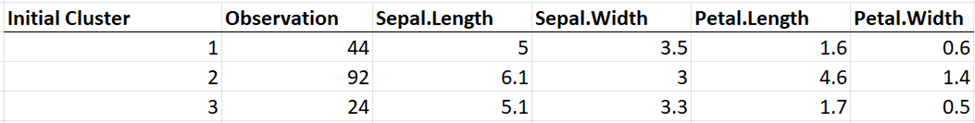 Initial Cluster Observation Sepal.Length Sepal.Width Petal.Length Petal.Width
1 44 5 3.5 1.6 0.6
2 92 6.1 3 4.6 1.4
3 24 5.1 3.3 1.7 0.5